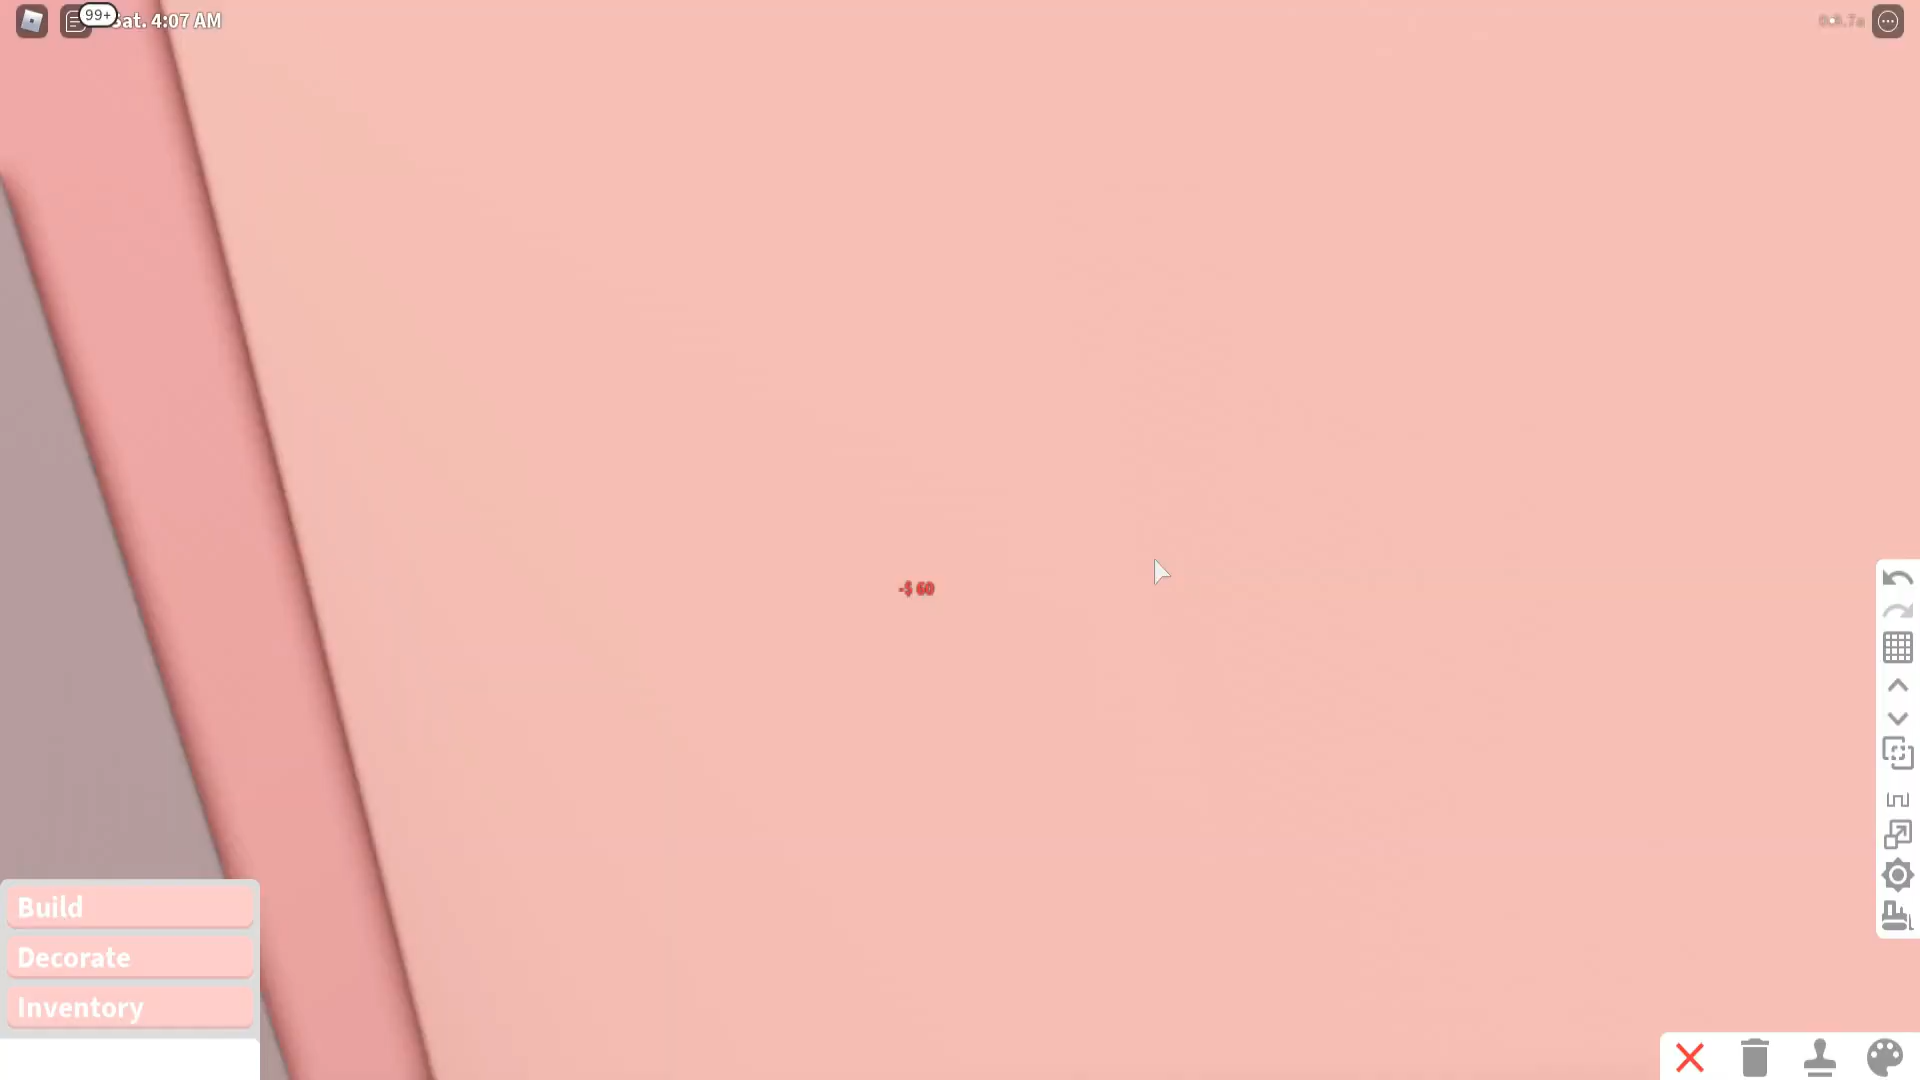 99+
Sat. 4:07 AM
-$ 60
Build
Decorate
Inventory